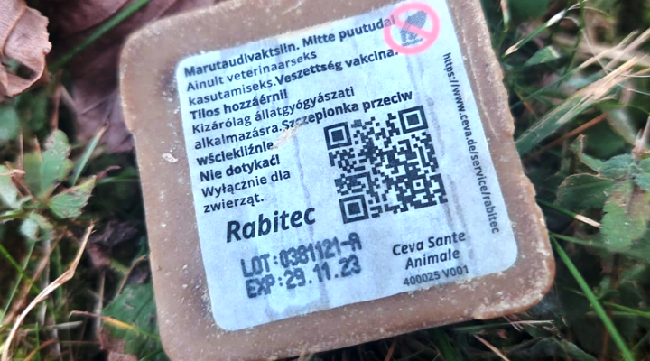 Marutaudivaktsiin. Mitte puutuda!
Ainult veterinaarseks
kasutamiseks.Veszettség vakcina.
Tilos hozzáérni!
Kizárólag állatgyógyászati
alkalmazásra.Szczepionka przeciw
wściekliźnie.
Nie dotykać!
Wyłącznie dla
zwierząt.
Rabitec
LOT:0381121-A
EXP:29.11.23
Ceva Sante
Animale
400025 V001
https://www.ceva.de/service/rabitec